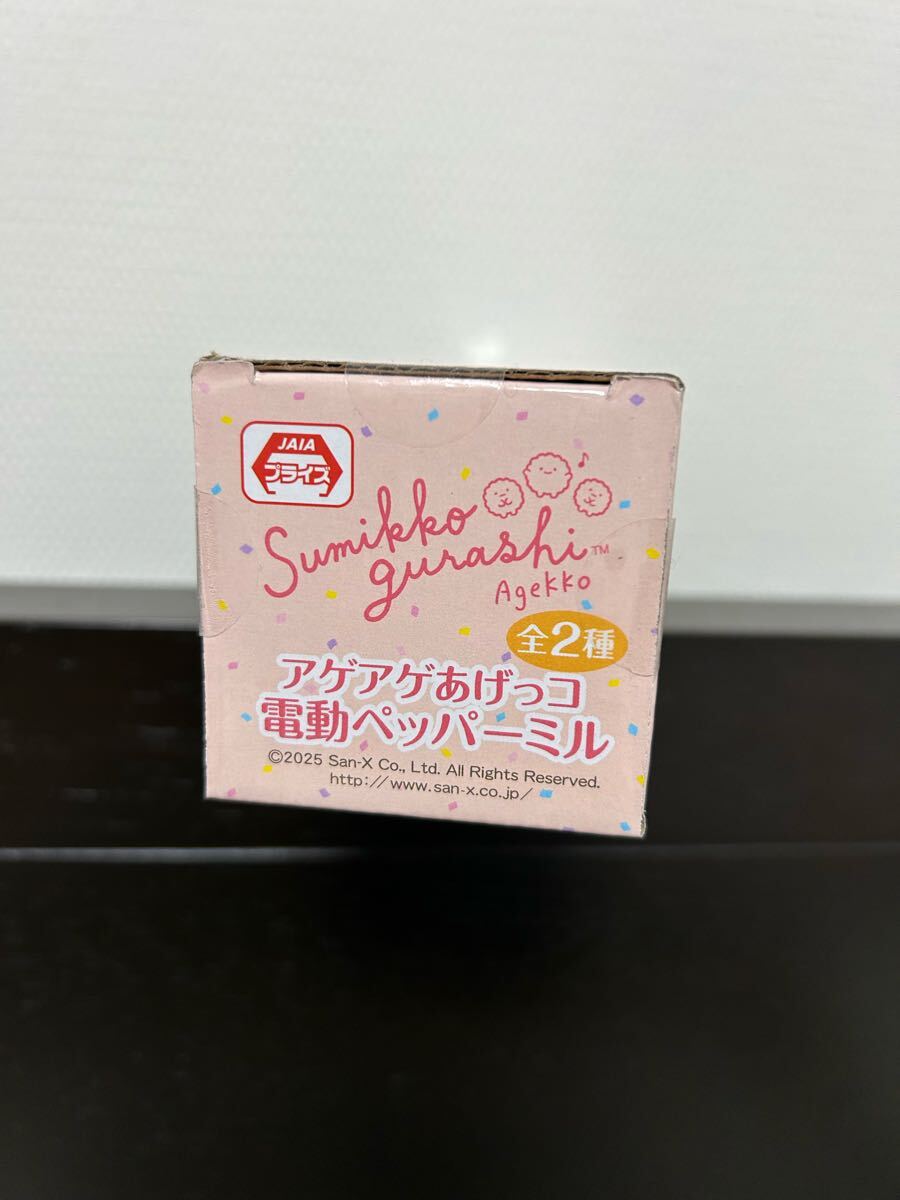 JAIA
プライズ
Sumikko
gurashi™
Agekko
全2種
アゲアゲあげっコ
電動ペッパーミル
©2025 San-X Co., Ltd. All Rights Reserved.
http://www.san-x.co.jp/